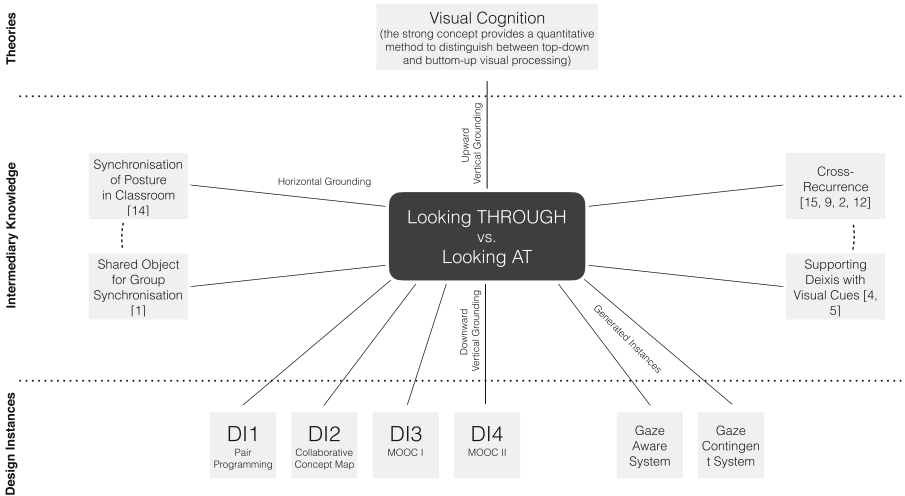 Theories
Visual Cognition
(the strong concept provides a quantitative
method to distinguish between top-down
and buttom-up visual processing)
Upward
Vertical Grounding
Intermediary Knowledge
Synchronisation
of Posture
in Classroom
[14]
Horizontal Grounding
Cross-
Recurrence
[15, 9, 2, 12]
Looking THROUGH
vs.
Looking AT
Shared Object
for Group
Synchronisation
[1]
Supporting
Deixis with
Visual Cues [4,
5]
Downward
Vertical Grounding
Generated Instances
Design Instances
DI1
Pair
Programming
DI2
Collaborative
Concept Map
DI3
MOOC I
DI4
MOOC II
Gaze
Aware
System
Gaze
Contingen
t System